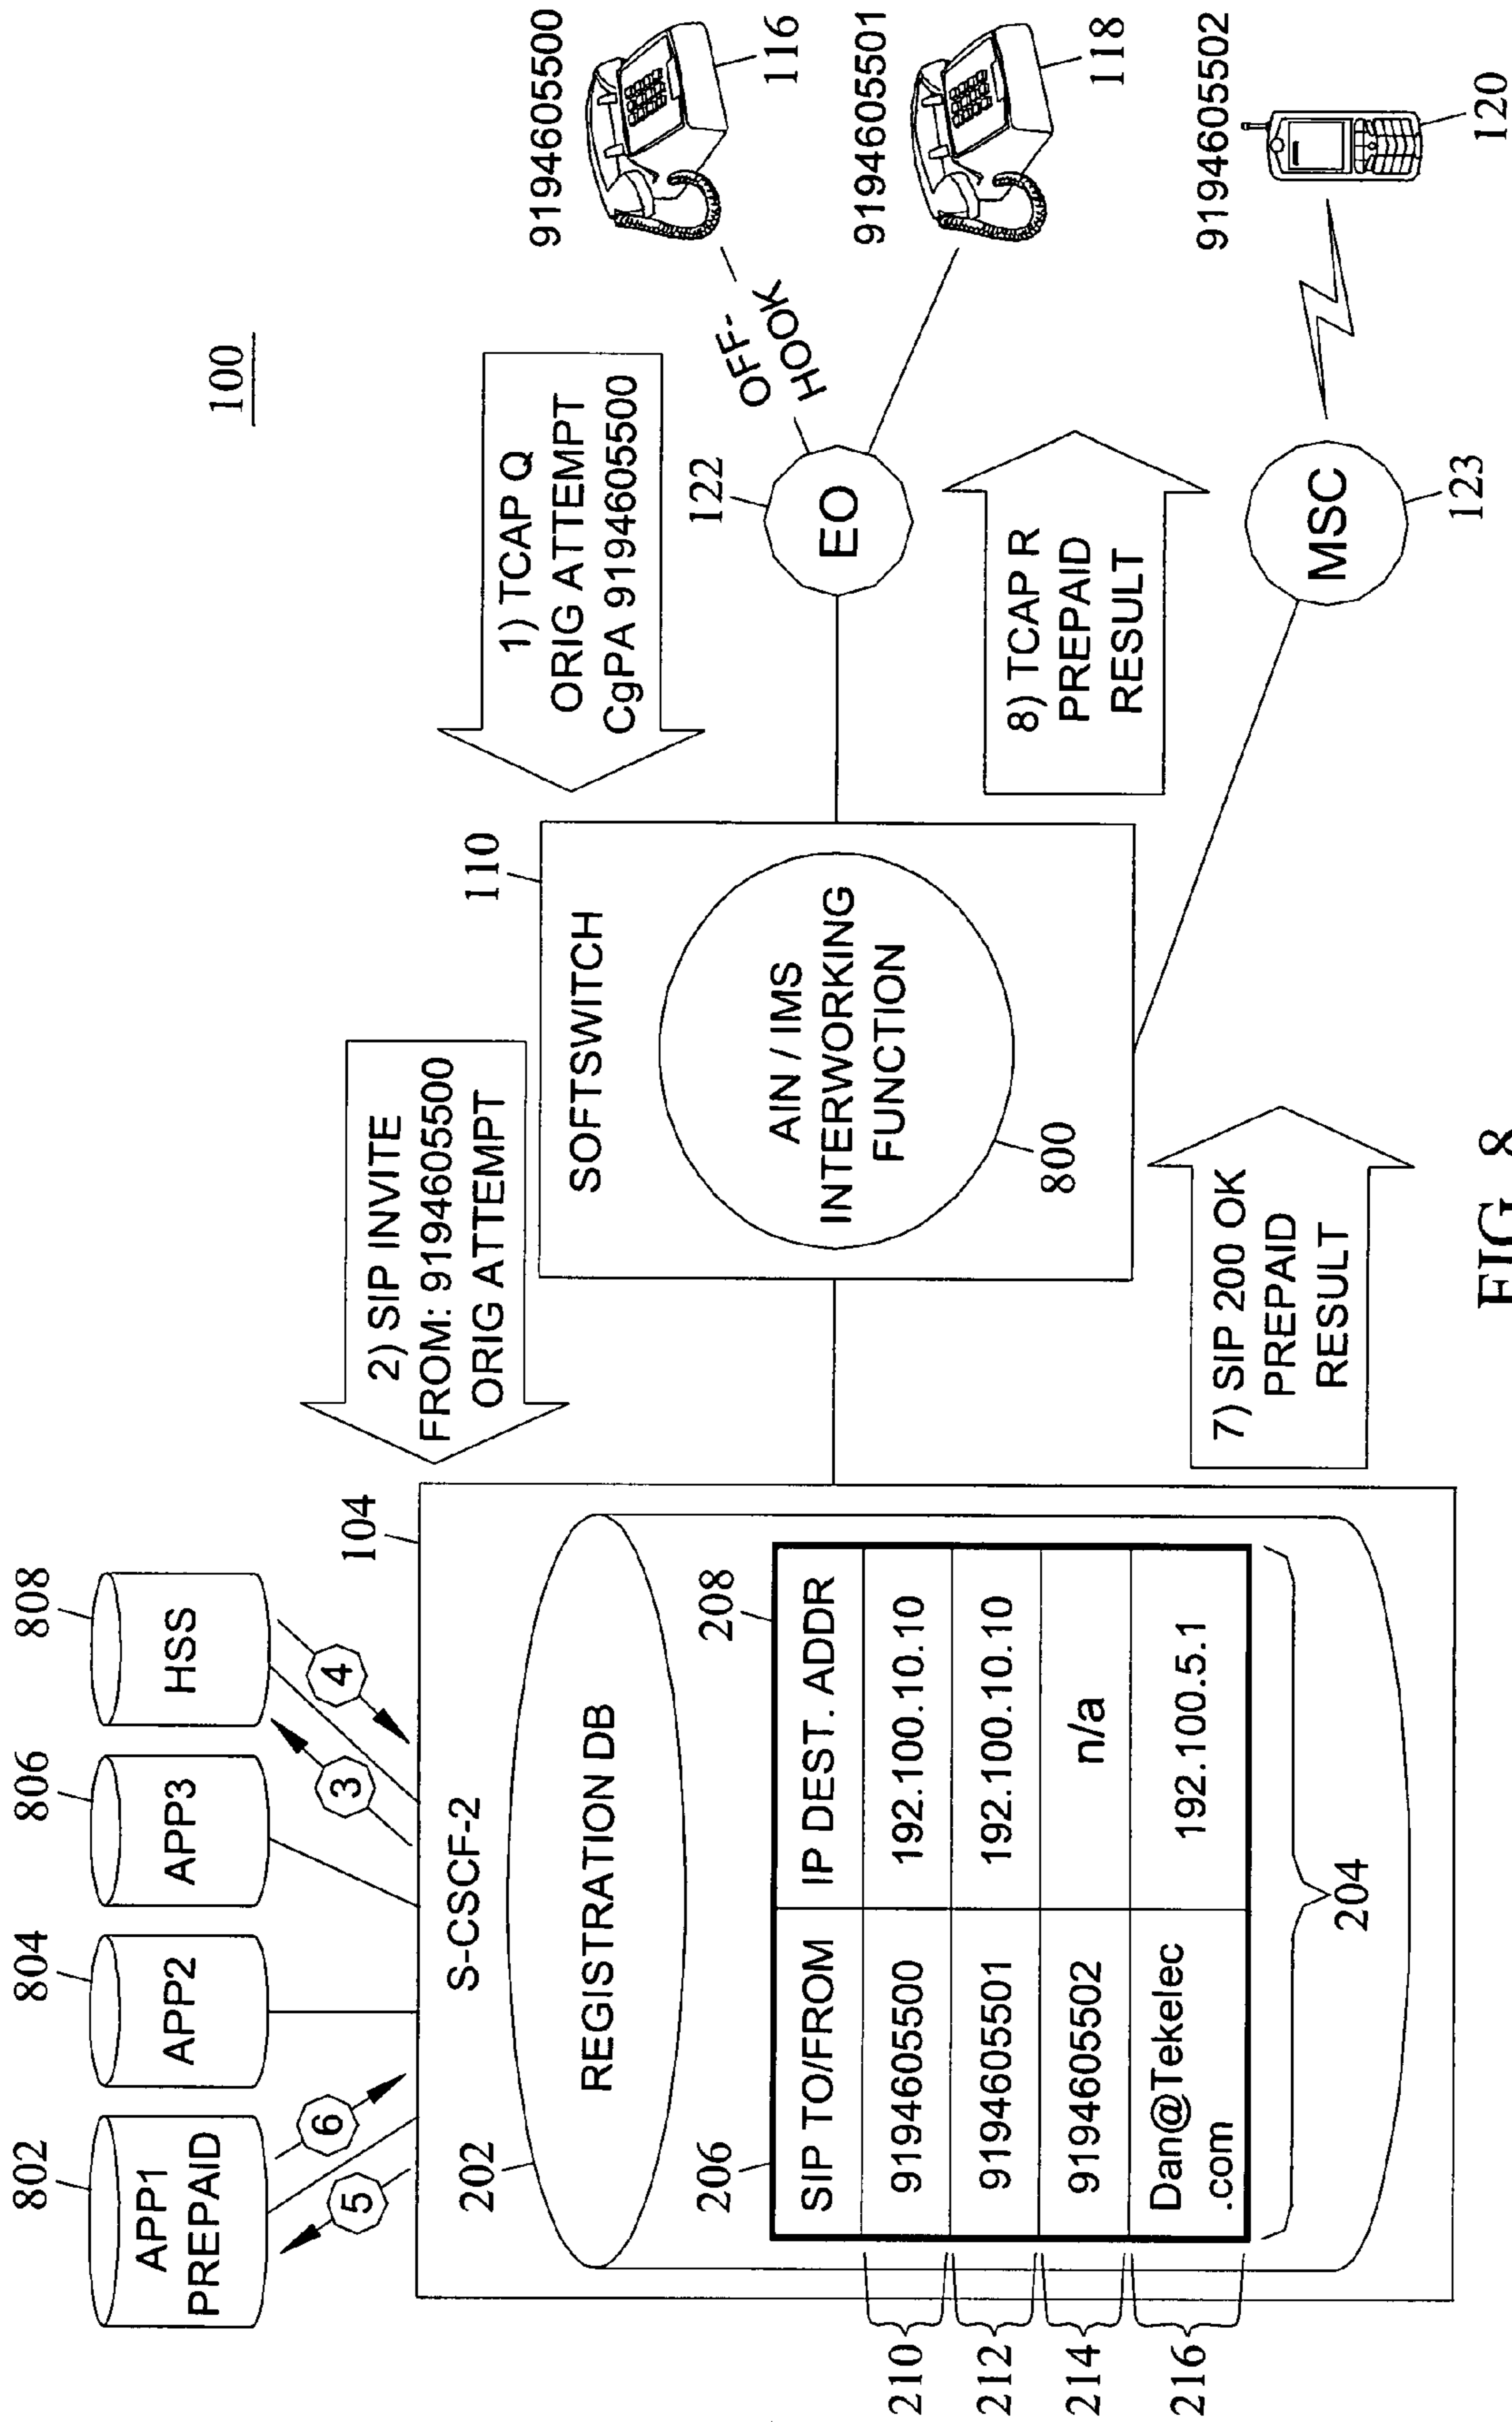 100
802
804
806
808
APP1
PREPAID
APP2
APP3
HSS
5
6
3
4
104
S-CSCF-2
202
REGISTRATION DB
206
208
SIP TO/FROM IP DEST. ADDR
210
9194605500 192.100.10.10
212
9194605501 192.100.10.10
214
9194605502 n/a
216
Dan@Tekelec
.com
192.100.5.1
204
2) SIP INVITE
FROM: 9194605500
ORIG ATTEMPT
110
SOFTSWITCH
AIN / IMS
INTERWORKING
FUNCTION
800
7) SIP 200 OK
PREPAID
RESULT
1) TCAP Q
ORIG ATTEMPT
CgPA 9194605500
122
EO
OFF-
HOOK
8) TCAP R
PREPAID
RESULT
MSC
123
9194605500
116
9194605501
118
9194605502
120
FIG. 8